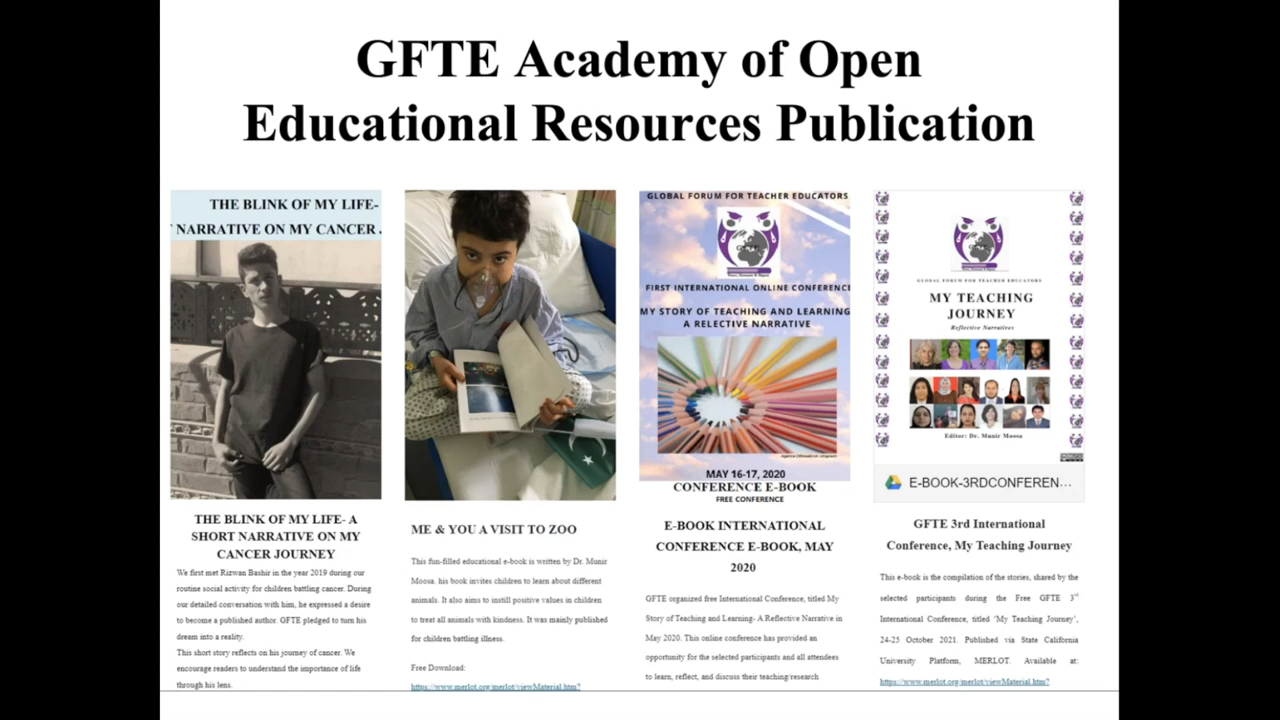 GFTE Academy of Open
Educational Resources Publication
THE BLINK OF MY LIFE-
NARRATIVE ON MY CANCER
THE BLINK OF MY LIFE- A
SHORT NARRATIVE ON MY
CANCER JOURNEY
We first met Rizwan Bashir in the year 2019 during our
routine social activity for children battling cancer. During
our detailed conversation with him, he expressed a desire
to become a published author. GFTE pledged to turn his
dream into a reality.
This short story reflects on his journey of cancer. We
encourage readers to understand the importance of life
through his lens.
ME & YOU A VISIT TO ZOO
This fun-filled educational e-book is written by Dr. Munir
Moosa. his book invites children to learn about different
animals. It also aims to instill positive values in children
to treat all animals with kindness. It was mainly published
for children battling illness.
Free Download:
https://www.merlot.org/merlot/viewMaterial.htm?
GLOBAL FORUM FOR TEACHER EDUCATORS
FIRST INTERNATIONAL ONLINE CONFERENCE
MY STORY OF TEACHING AND LEARNING
A RELECTIVE NARRATIVE
MAY 16-17, 2020
CONFERENCE E-BOOK
FREE CONFERENCE
E-BOOK INTERNATIONAL
CONFERENCE E-BOOK, MAY
2020
GFTE organized free International Conference, titled My
Story of Teaching and Learning- A Reflective Narrative in
May 2020. This online conference has provided an
opportunity for the selected participants and all attendees
to learn, reflect, and discuss their teaching/research
GLOBAL FORUM FOR TEACHER EDUCATORS
MY TEACHING
JOURNEY
Reflective Narratives
Editor: Dr. Munir Moosa
E-BOOK-3RDCONFEREN...
GFTE 3rd International
Conference, My Teaching Journey
This e-book is the compilation of the stories, shared by the
selected participants during the Free GFTE 3rd
International Conference, titled 'My Teaching Journey',
24-25 October 2021. Published via State California
University Platform, MERLOT. Available at:
https://www.merlot.org/merlot/viewMaterial.htm?